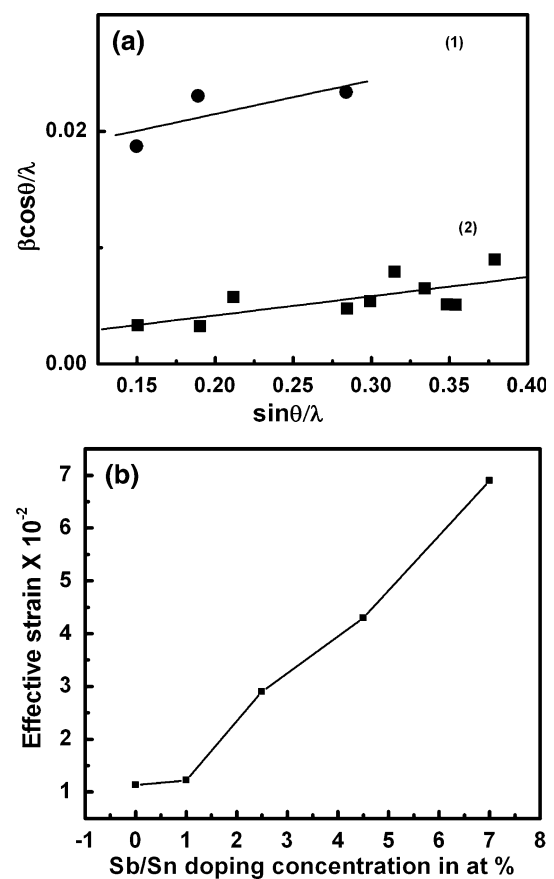 (a)
(1)
0.02
(2)
0.00
βcosθ/λ
0.15 0.20 0.25 0.30 0.35 0.40
sinθ/λ
(b)
7
6
5
4
3
2
1
Effective strain X 10⁻²
-1 0 1 2 3 4 5 6 7 8
Sb/Sn doping concentration in at %